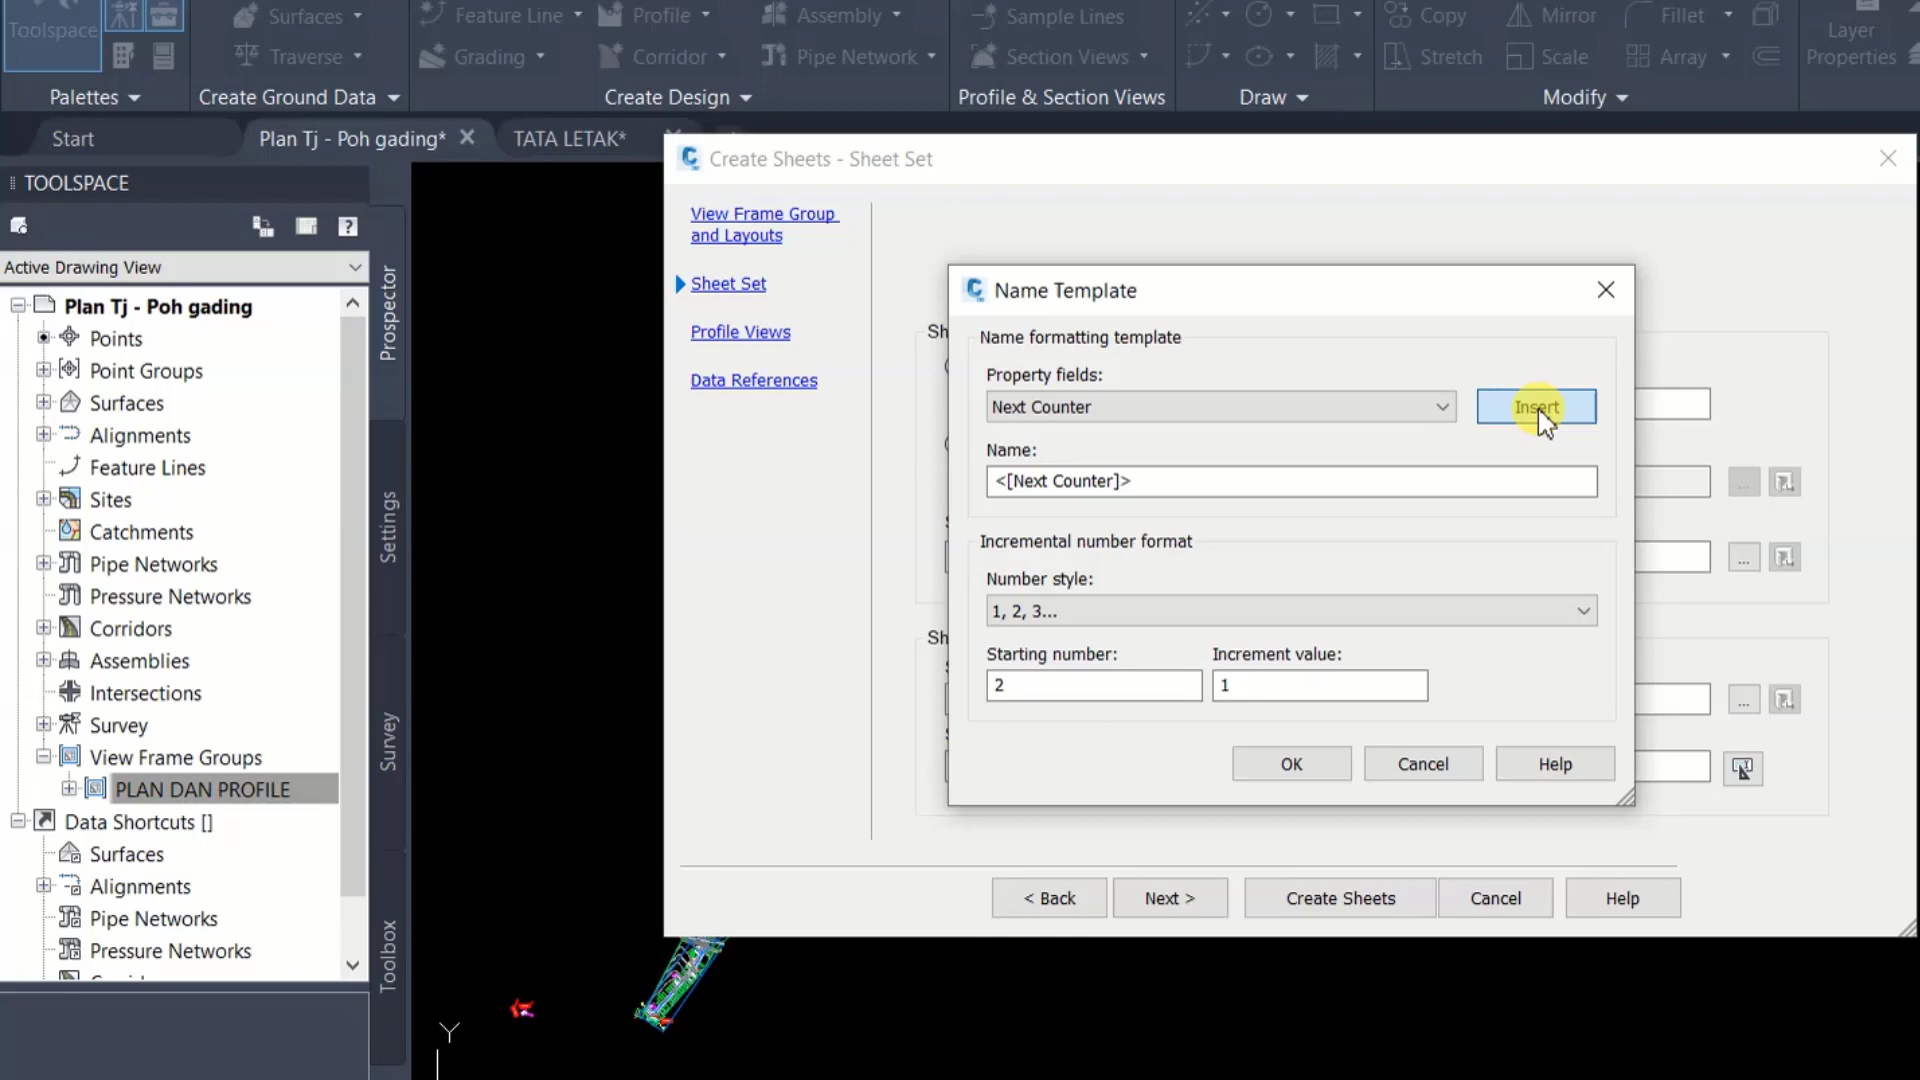 Toolspace
Surfaces
Traverse
Feature Line
Grading
Profile
Corridor
Assembly
Pipe Network
Sample Lines
Section Views
Copy
Mirror
Fillet
Stretch
Scale
Array
Layer
Properties
Palettes
Create Ground Data
Create Design
Profile & Section Views
Draw
Modify
Start
Plan Tj - Poh gading*
TATA LETAK*
TOOLSPACE
Active Drawing View
Plan Tj - Poh gading
Points
Point Groups
Surfaces
Alignments
Feature Lines
Sites
Catchments
Pipe Networks
Pressure Networks
Corridors
Assemblies
Intersections
Survey
View Frame Groups
PLAN DAN PROFILE
Data Shortcuts []
Surfaces
Alignments
Pipe Networks
Pressure Networks
Prospector
Settings
Survey
Toolbox
Create Sheets - Sheet Set
View Frame Group
and Layouts
Sheet Set
Profile Views
Data References
Sh
Sh
Name Template
Name formatting template
Property fields:
Next Counter
Insert
Name:
<[Next Counter]>
Incremental number format
Number style:
1, 2, 3...
Starting number:
Increment value:
2
1
OK
Cancel
Help
...
...
...
< Back
Next >
Create Sheets
Cancel
Help
Y